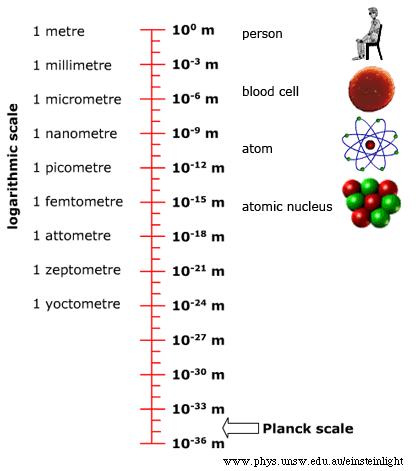 1 metre 10⁰ m person
1 millimetre 10⁻³ m
blood cell
1 micrometre 10⁻⁶ m
1 nanometre 10⁻⁹ m
atom
1 picometre 10⁻¹² m
1 femtometre 10⁻¹⁵ m
atomic nucleus
1 attometre 10⁻¹⁸ m
1 zeptometre 10⁻²¹ m
1 yoctometre 10⁻²⁴ m
10⁻²⁷ m
10⁻³⁰ m
10⁻³³ m
Planck scale
10⁻³⁶ m
logarithmic scale
www.phys.unsw.edu.au/einsteinlight